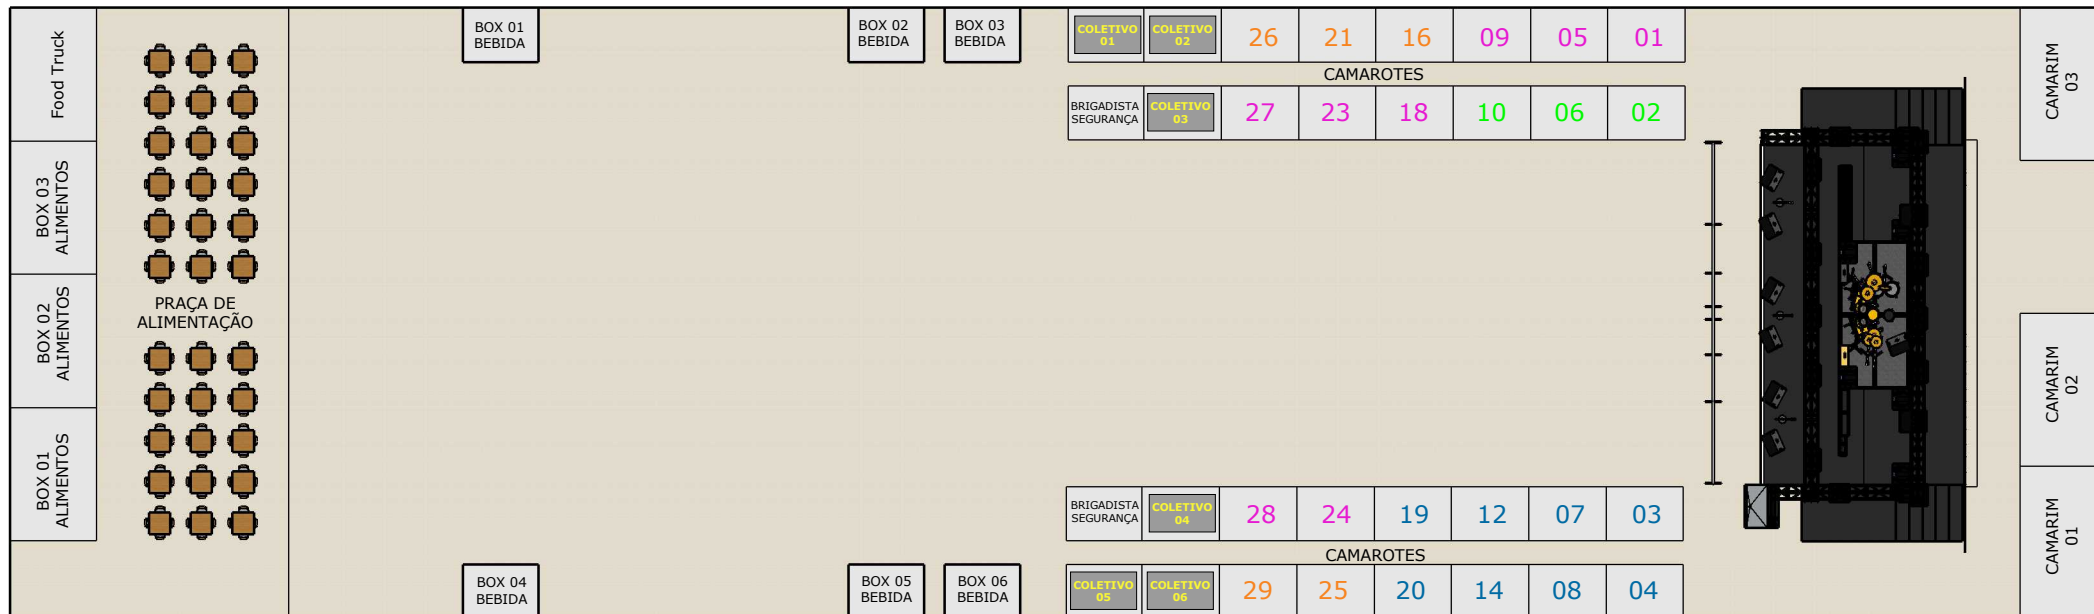 BOX 01
BEBIDA
BOX 02
BEBIDA
BOX 03
BEBIDA
COLETIVO
01
COLETIVO
02
26
21
16
09
05
01
CAMAROTES
BRIGADISTA
SEGURANÇA
COLETIVO
03
27
23
18
10
06
02
Food Truck
BOX 03
ALIMENTOS
BOX 02
ALIMENTOS
BOX 01
ALIMENTOS
PRAÇA DE
ALIMENTAÇÃO
CAMARIM
03
CAMARIM
02
CAMARIM
01
BRIGADISTA
SEGURANÇA
COLETIVO
04
28
24
19
12
07
03
CAMAROTES
BOX 04
BEBIDA
BOX 05
BEBIDA
BOX 06
BEBIDA
COLETIVO
05
COLETIVO
06
29
25
20
14
08
04